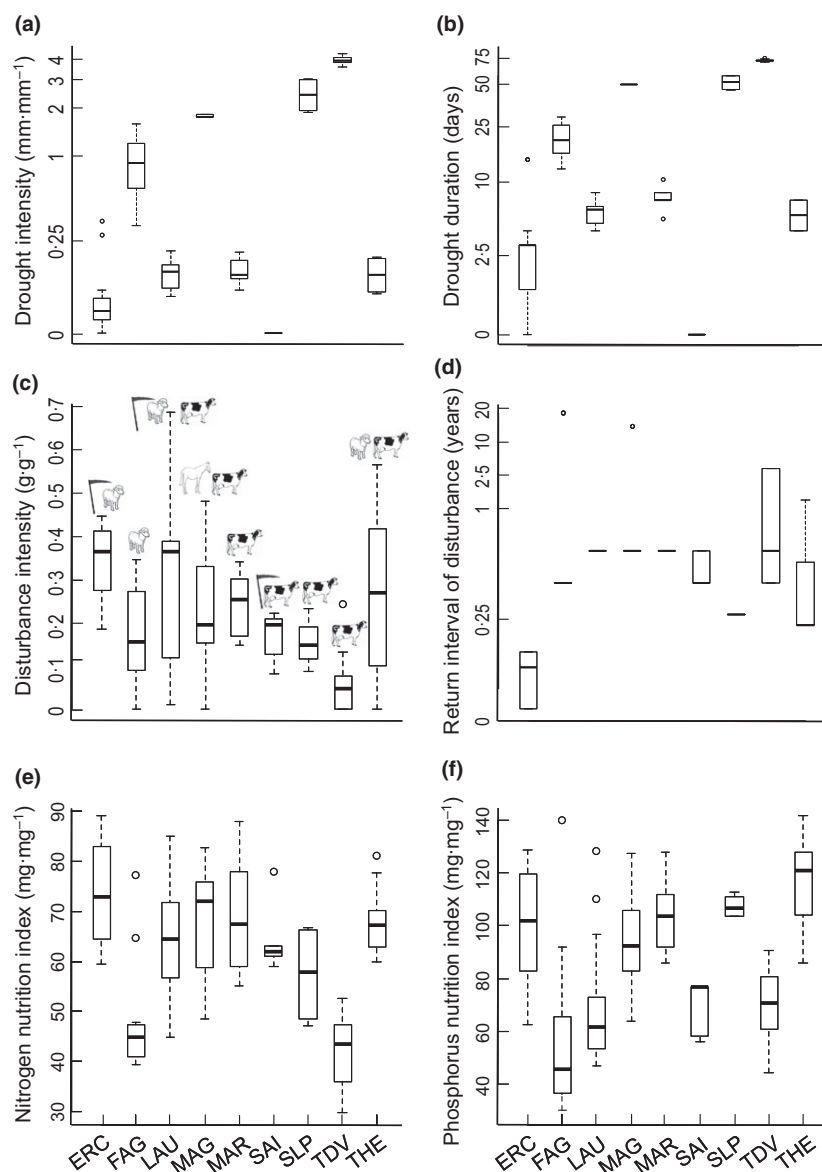 (a)
Drought intensity (mm·mm⁻¹)
4
3
2
1
0·25
0
(b)
Drought duration (days)
75
50
25
10
2·5
0
(c)
Disturbance intensity (g·g⁻¹)
0·7
0·6
0·5
0·4
0·3
0·2
0·1
0
(d)
Return interval of disturbance (years)
20
10
2·5
1
0·25
0
(e)
Nitrogen nutrition index (mg·mg⁻¹)
90
80
70
60
50
40
30
ERC FAG LAU MAG MAR SAI SLP TDV THE
(f)
Phosphorus nutrition index (mg·mg⁻¹)
140
120
100
80
60
40
ERC FAG LAU MAG MAR SAI SLP TDV THE